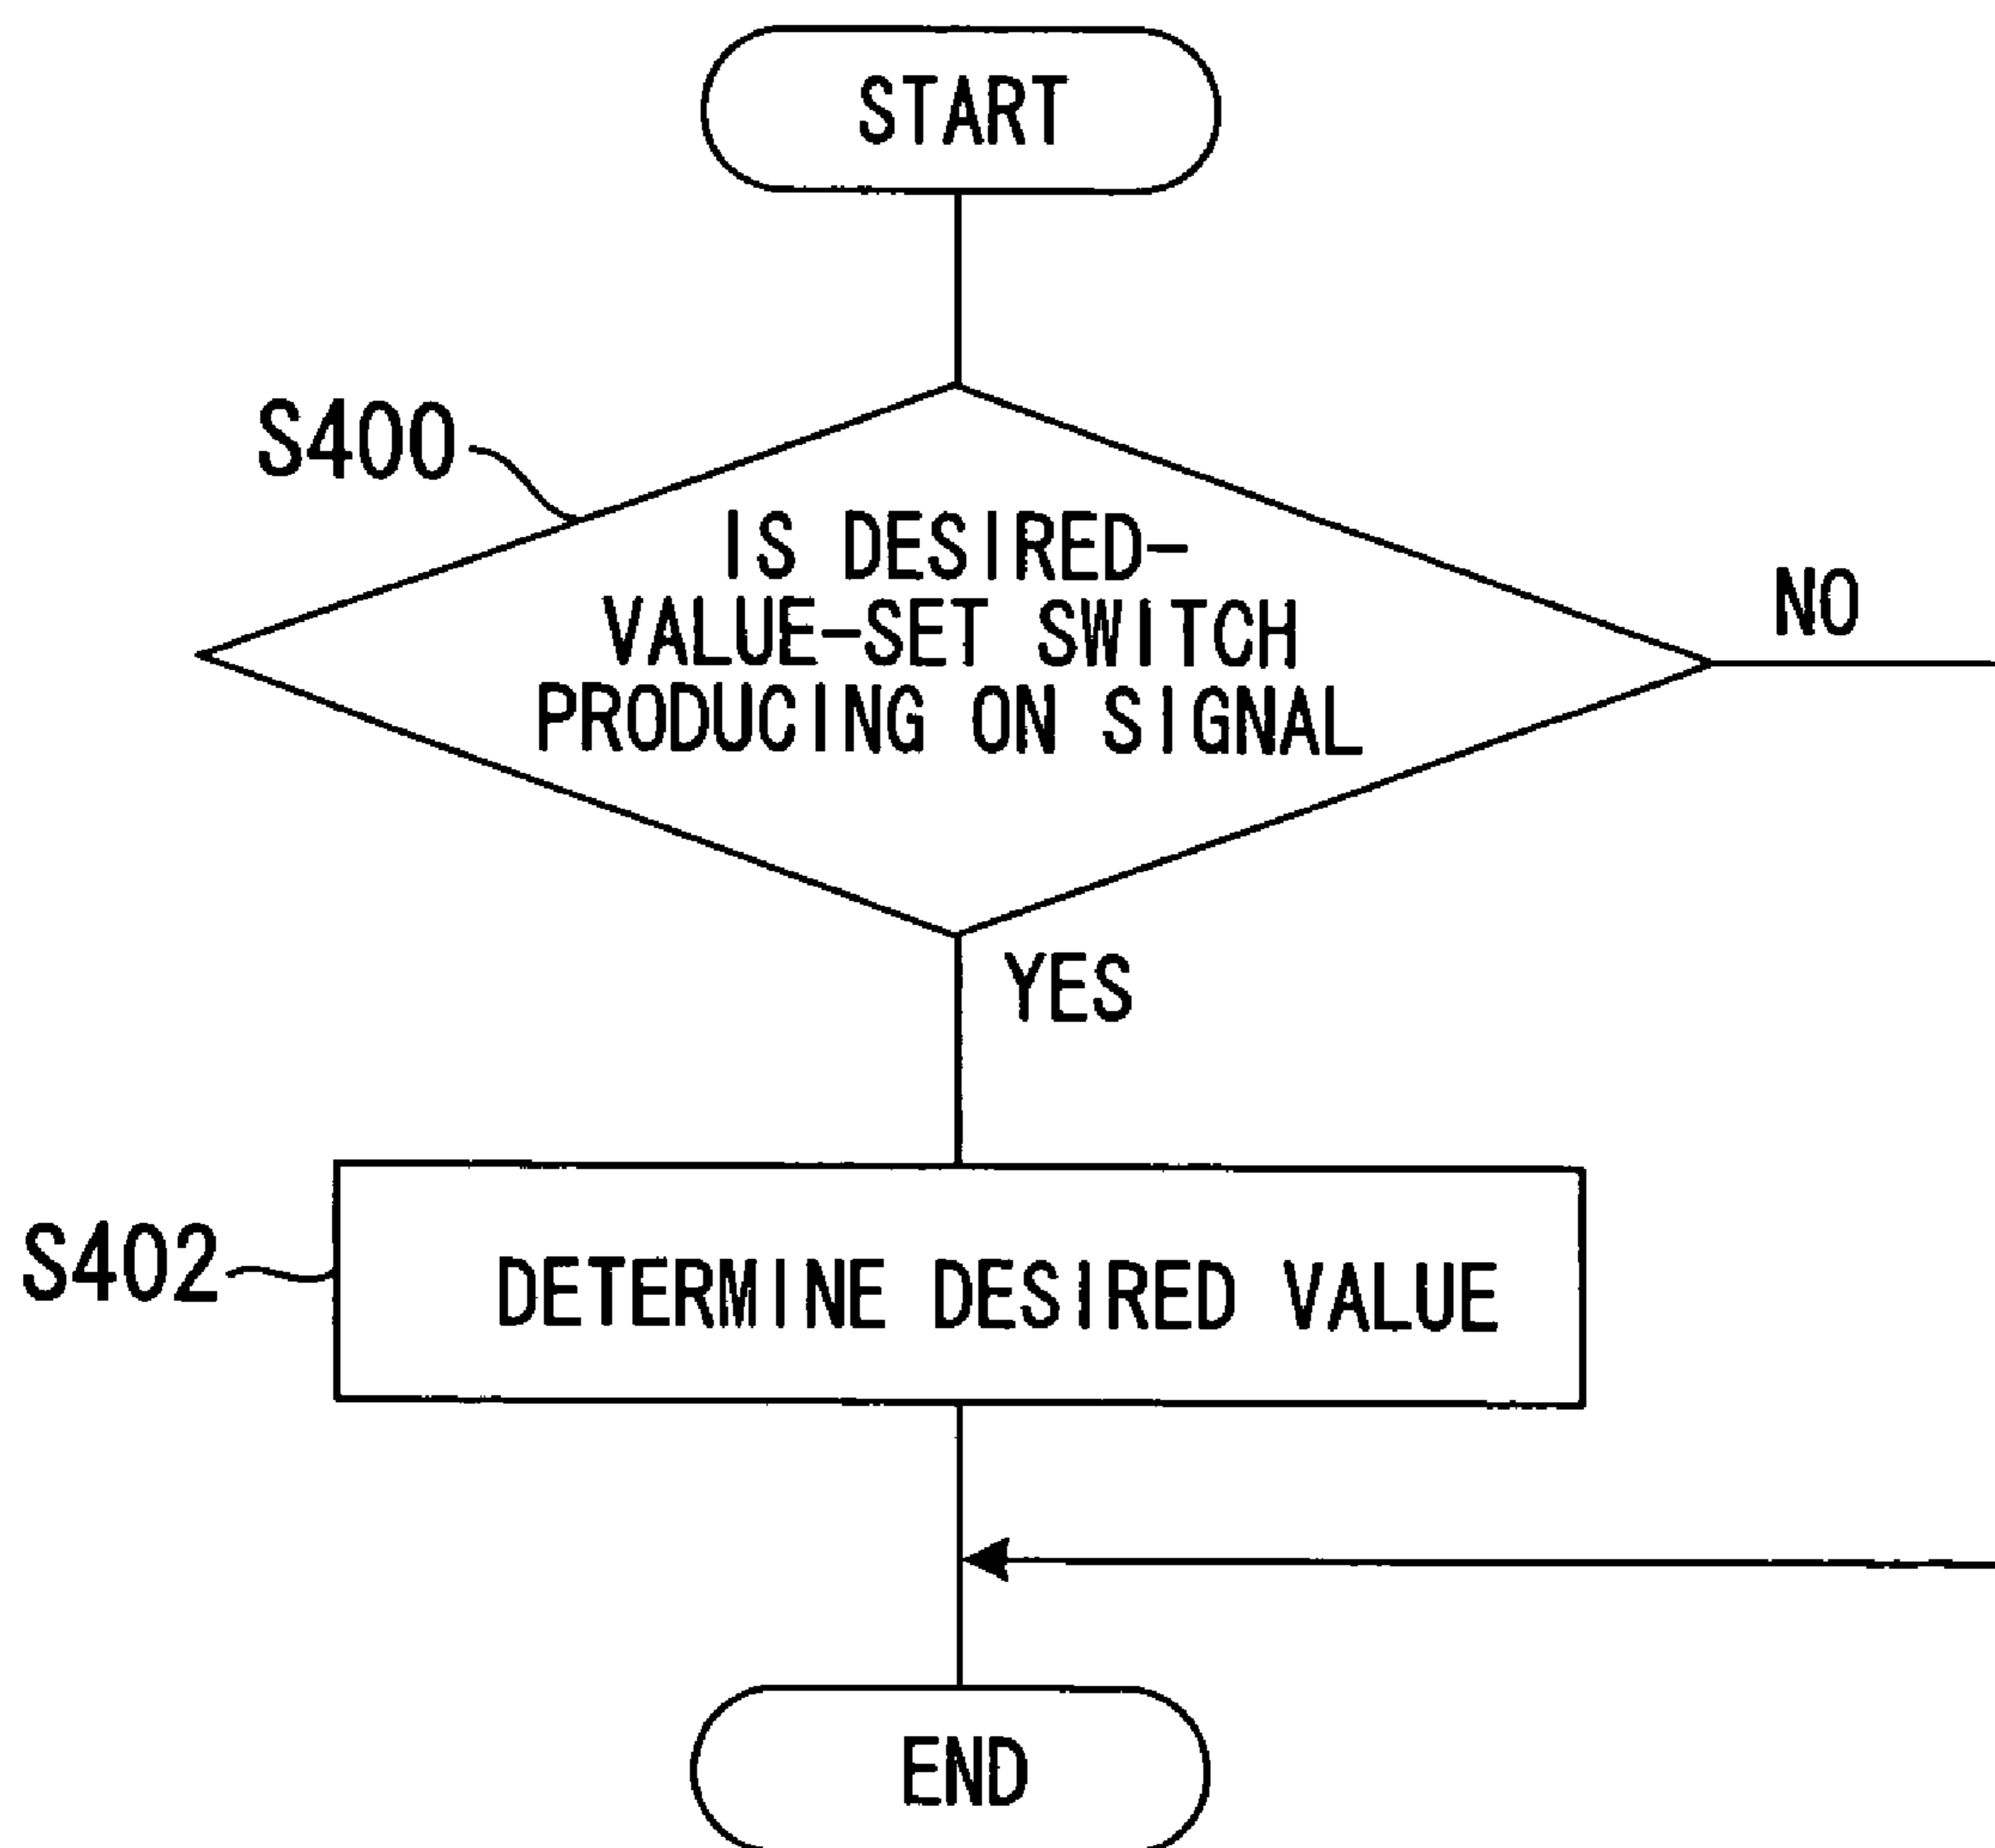 START
S400
IS DESIRED-
VALUE-SET SWITCH
PRODUCING ON SIGNAL
NO
YES
S402
DETERMINE DESIRED VALUE
END